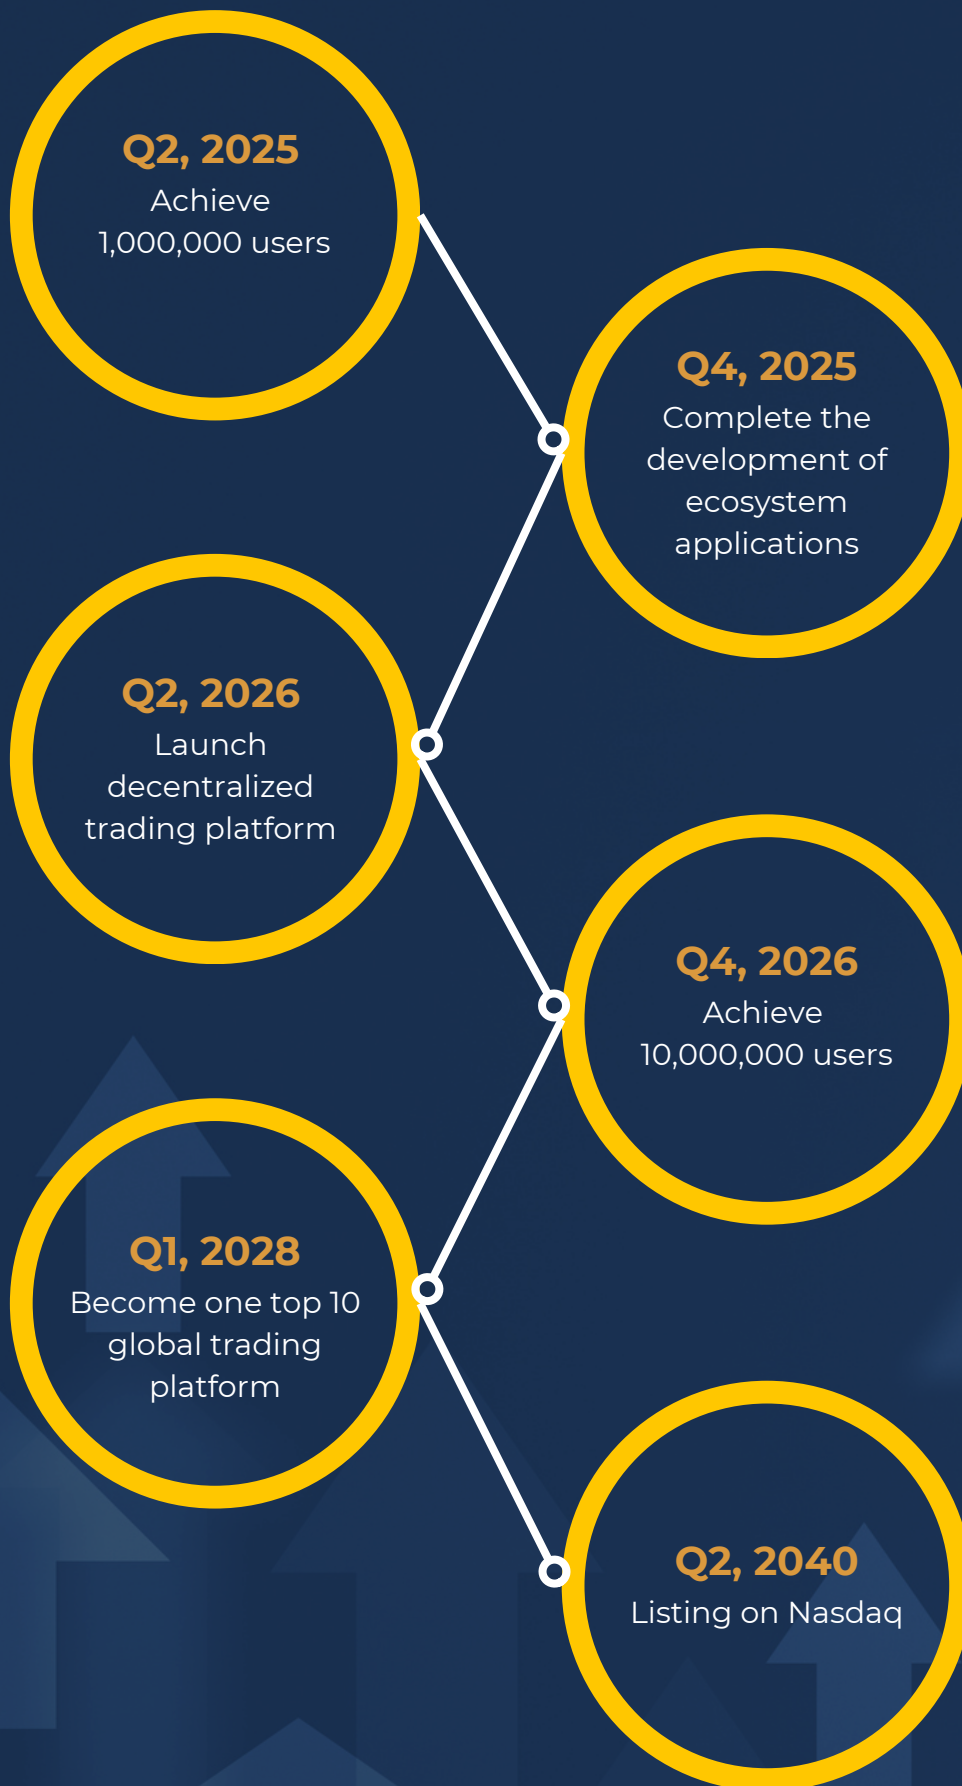 Q2, 2025
Achieve
1,000,000 users
Q4, 2025
Complete the
development of
ecosystem
applications
Q2, 2026
Launch
decentralized
trading platform
Q4, 2026
Achieve
10,000,000 users
Q1, 2028
Become one top 10
global trading
platform
Q2, 2040
Listing on Nasdaq